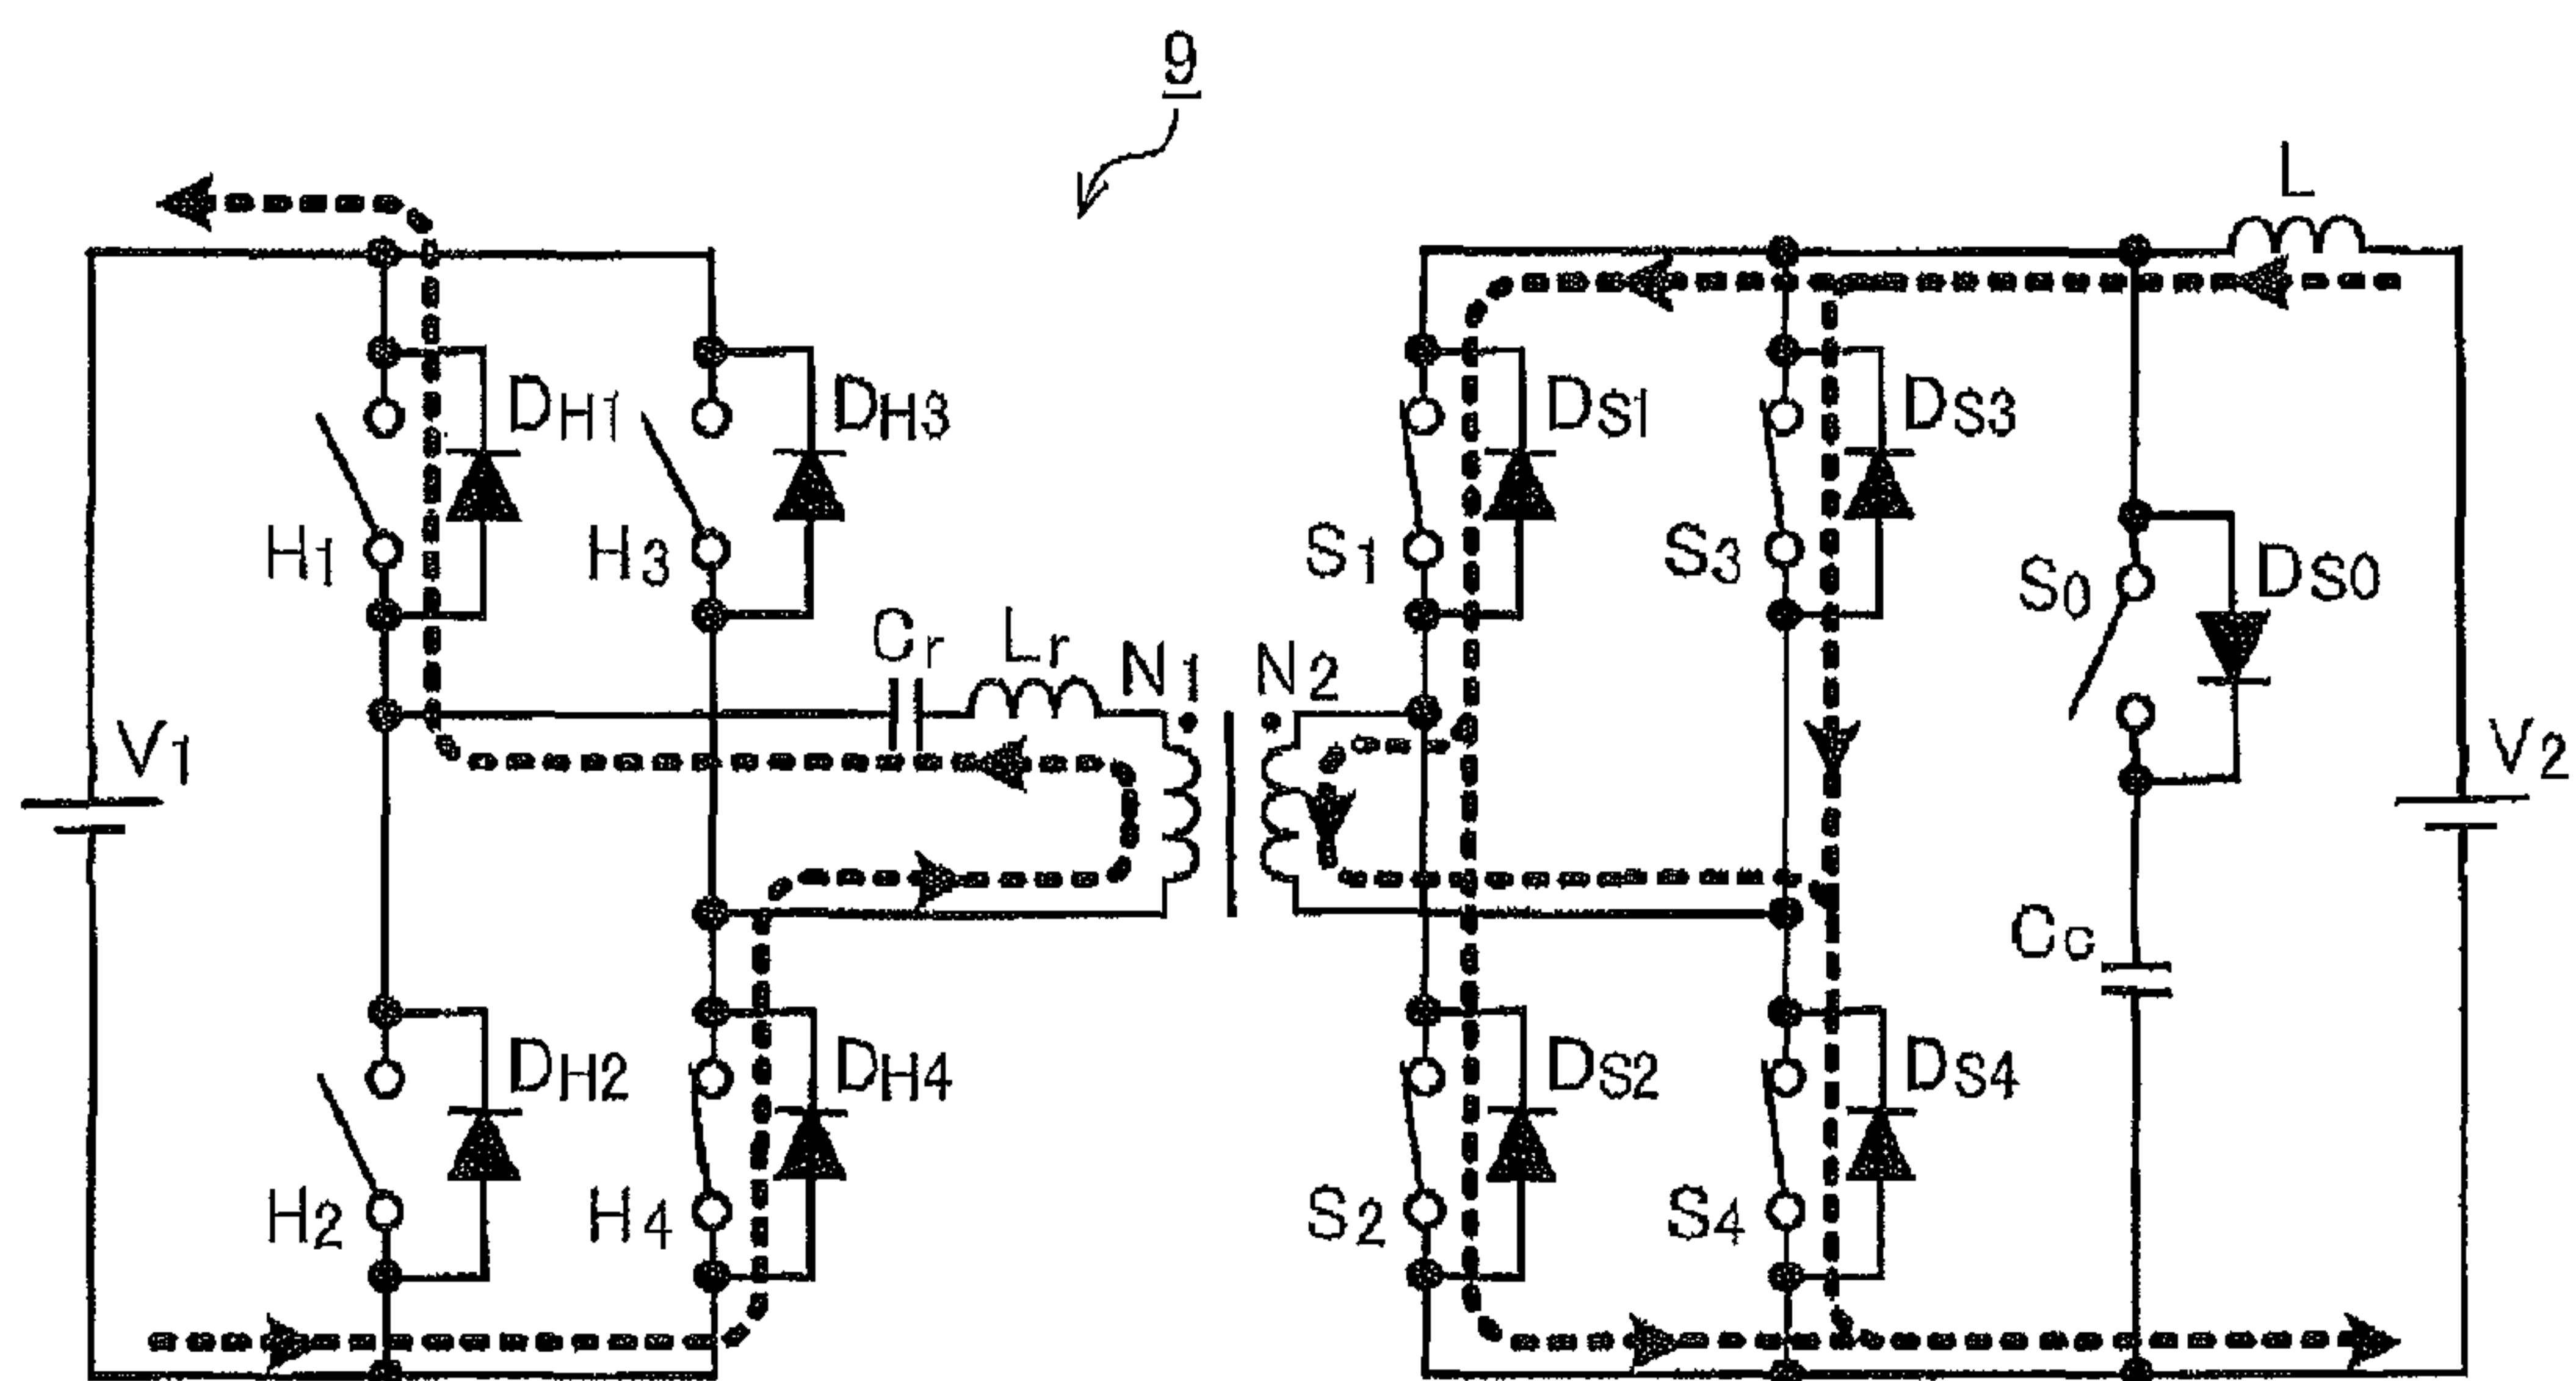 9
L
DH1
DH3
DS1
DS3
H1
H3
S1
S3
S0
DS0
Cr
Lr
N1
N2
V1
V2
Cc
DH2
DH4
DS2
DS4
H2
H4
S2
S4